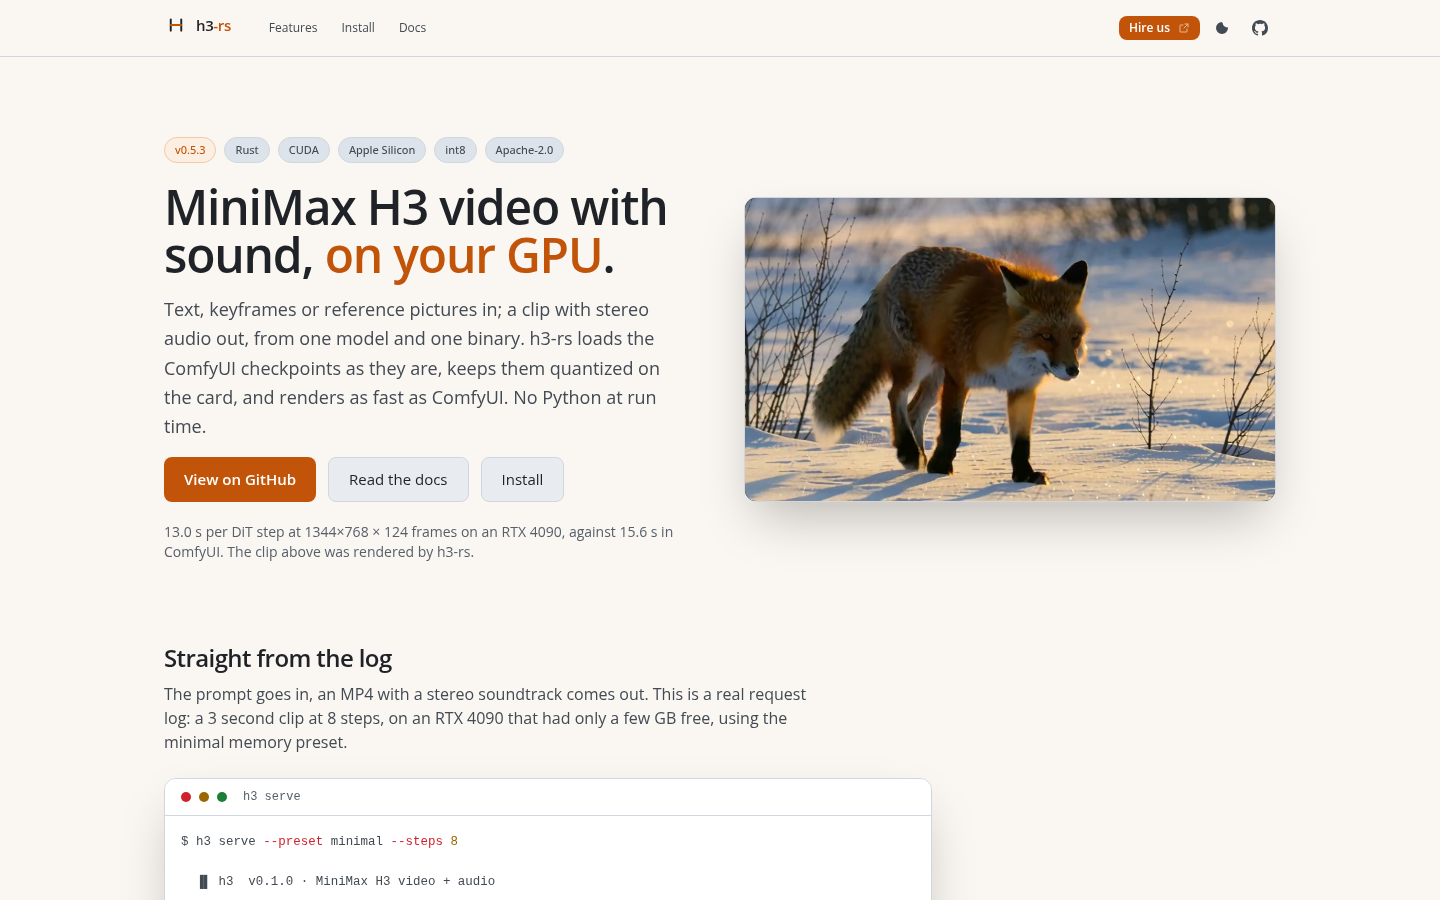 h3-rs
Features
Install
Docs
Hire us
v0.5.3
Rust
CUDA
Apple Silicon
int8
Apache-2.0
MiniMax H3 video with
sound, on your GPU.
Text, keyframes or reference pictures in; a clip with stereo
audio out, from one model and one binary. h3-rs loads the
ComfyUI checkpoints as they are, keeps them quantized on
the card, and renders as fast as ComfyUI. No Python at run
time.
View on GitHub
Read the docs
Install
13.0 s per DiT step at 1344×768 × 124 frames on an RTX 4090, against 15.6 s in
ComfyUI. The clip above was rendered by h3-rs.
Straight from the log
The prompt goes in, an MP4 with a stereo soundtrack comes out. This is a real request
log: a 3 second clip at 8 steps, on an RTX 4090 that had only a few GB free, using the
minimal memory preset.
h3 serve
$ h3 serve --preset minimal --steps 8
h3 v0.1.0 · MiniMax H3 video + audio